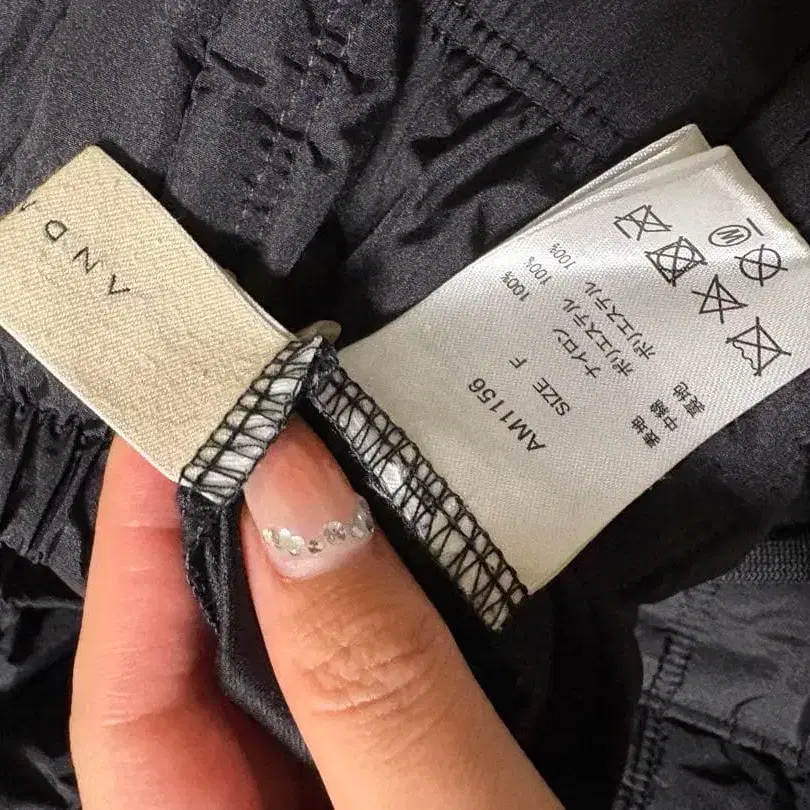 AND
AM1156
SIZE F
表地 ナイロン 100%
中綿 ポリエステル 100%
裏地 ポリエステル 100%
W